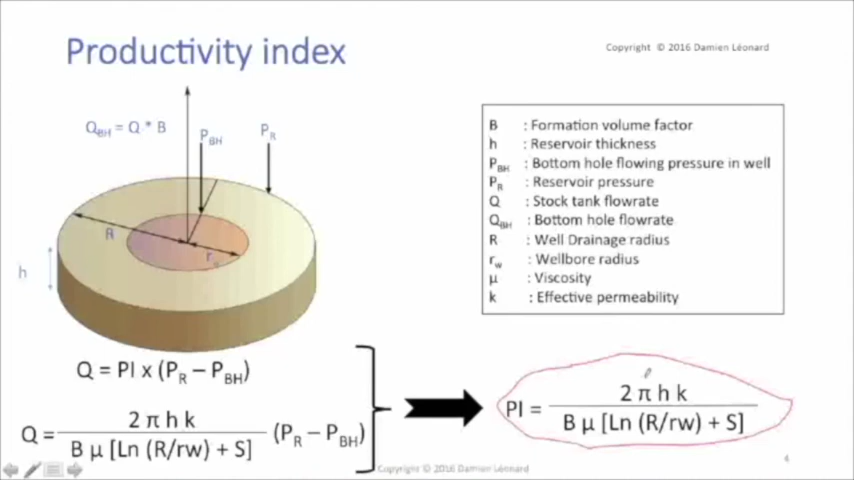 Productivity index
Copyright © 2016 Damien Léonard
Q_BH = Q * B
P_BH
P_R
R
r_w
h
B : Formation volume factor
h : Reservoir thickness
P_BH : Bottom hole flowing pressure in well
P_R : Reservoir pressure
Q : Stock tank flowrate
Q_BH : Bottom hole flowrate
R : Well Drainage radius
r_w : Wellbore radius
μ : Viscosity
k : Effective permeability
Q = PI x (P_R – P_BH)
2 π h k
Q = (P_R – P_BH)
B μ [Ln (R/rw) + S]
2 π h k
PI =
B μ [Ln (R/rw) + S]
Copyright © 2016 Damien Léonard
4